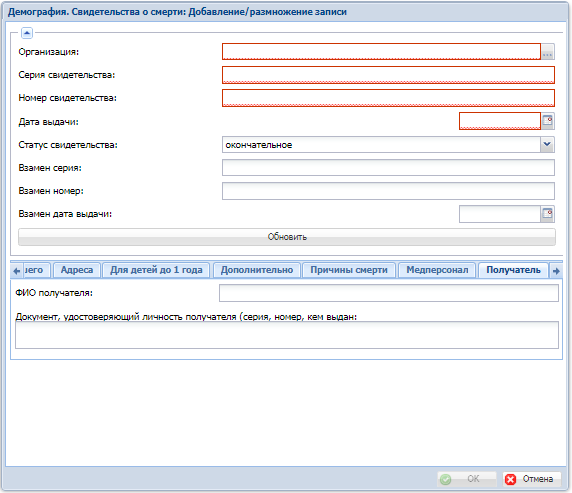 Демография. Свидетельства о смерти: Добавление/размножение записи
Организация:
...
Серия свидетельства:
Номер свидетельства:
Дата выдачи:
Статус свидетельства: окончательное
Взамен серия:
Взамен номер:
Взамен дата выдачи:
Обновить
его Адреса Для детей до 1 года Дополнительно Причины смерти Медперсонал Получатель
ФИО получателя:
Документ, удостоверяющий личность получателя (серия, номер, кем выдан:
OK Отмена